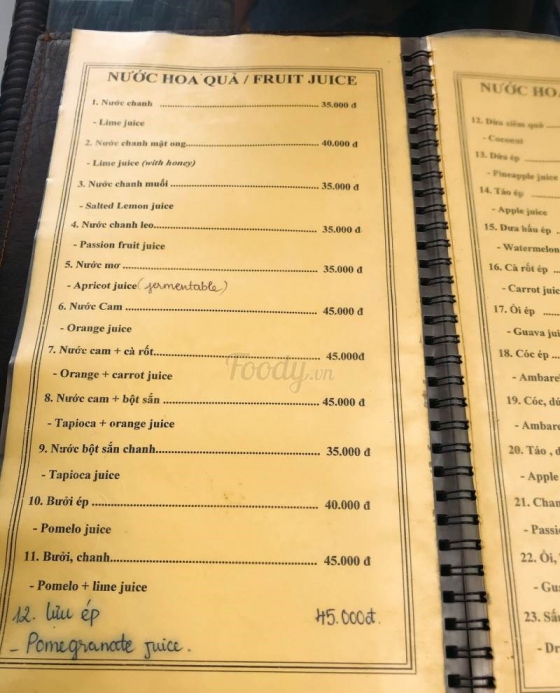 NƯỚC HOA QUẢ / FRUIT JUICE
1. Nước chanh ........ 35.000 đ
- Lime juice
2. Nước chanh mật ong ........ 40.000 đ
- Lime juice (with honey)
3. Nước chanh muối ........ 35.000 đ
- Salted Lemon juice
4. Nước chanh leo ........ 35.000 đ
- Passion fruit juice
5. Nước mơ ........ 35.000 đ
- Apricot juice (fermentable)
6. Nước Cam ........ 45.000 đ
- Orange juice
7. Nước cam + cà rốt ........ 45.000đ
- Orange + carrot juice
8. Nước cam + bột sắn ........ 45.000 đ
- Tapioca + orange juice
9. Nước bột sắn chanh ........ 35.000 đ
- Tapioca juice
10. Bưởi ép ........ 40.000 đ
- Pomelo juice
11. Bưởi, chanh ........ 45.000 đ
- Pomelo + lime juice
12. Lựu ép 45.000đ.
- Pomegranate juice.
Foody.vn
NƯỚC HO
12. Dừa xiêm quả
- Coconut
13. Dứa ép
- Pineapple juice
14. Táo ép
- Apple juice
15. Dưa hấu ép
- Watermelon
16. Cà rốt ép
- Carrot juic
17. Ổi ép
- Guava jui
18. Cóc ép
- Ambare
19. Cóc, dứ
- Ambare
20. Táo , d
- Apple
21. Chan
- Passi
22. Ổi,
- Gua
23. Sấ
- Dr